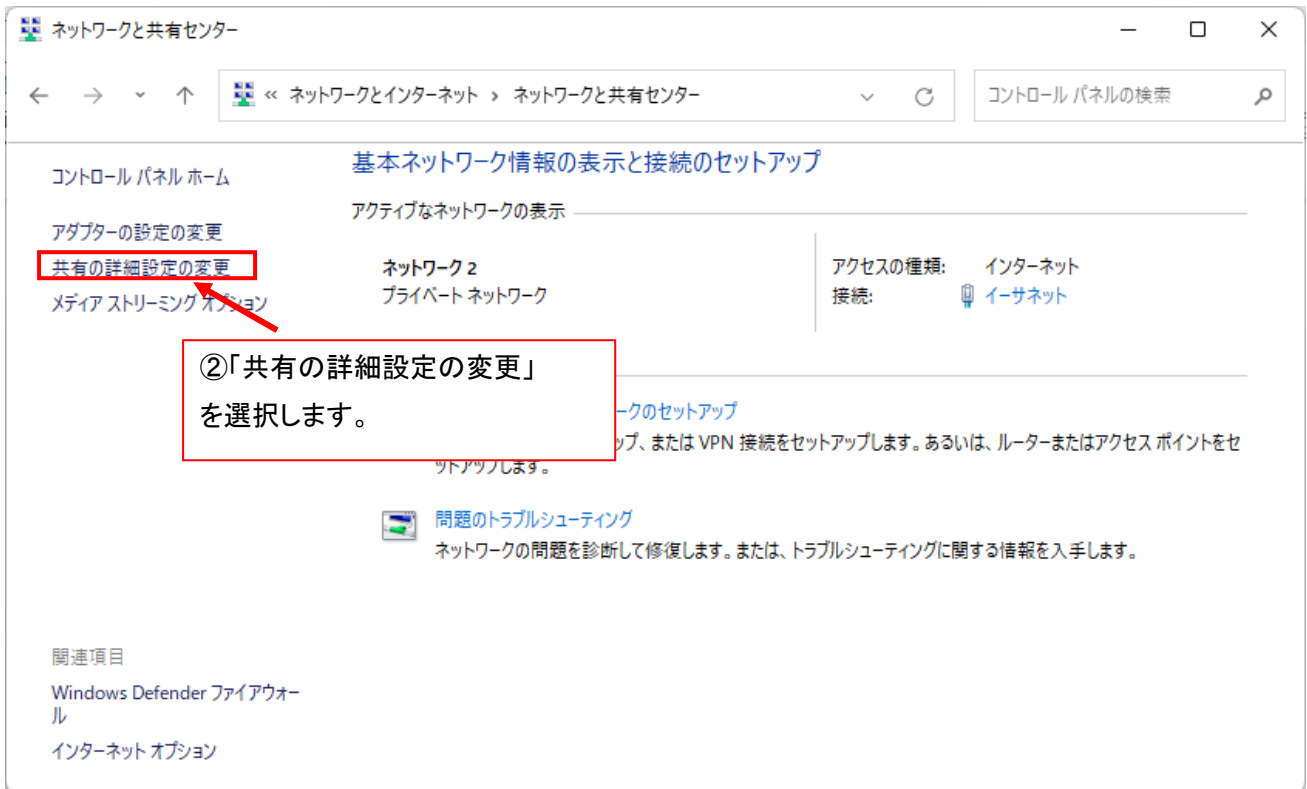 ネットワークと共有センター
« ネットワークとインターネット › ネットワークと共有センター
コントロール パネルの検索
コントロール パネル ホーム
アダプターの設定の変更
共有の詳細設定の変更
メディア ストリーミング オプション
基本ネットワーク情報の表示と接続のセットアップ
アクティブなネットワークの表示
ネットワーク 2
プライベート ネットワーク
アクセスの種類: インターネット
接続: イーサネット
②「共有の詳細設定の変更」
を選択します。
ークのセットアップ
ップ、または VPN 接続をセットアップします。あるいは、ルーターまたはアクセス ポイントをセ
ットアップします。
問題のトラブルシューティング
ネットワークの問題を診断して修復します。または、トラブルシューティングに関する情報を入手します。
関連項目
Windows Defender ファイアウォー
ル
インターネット オプション